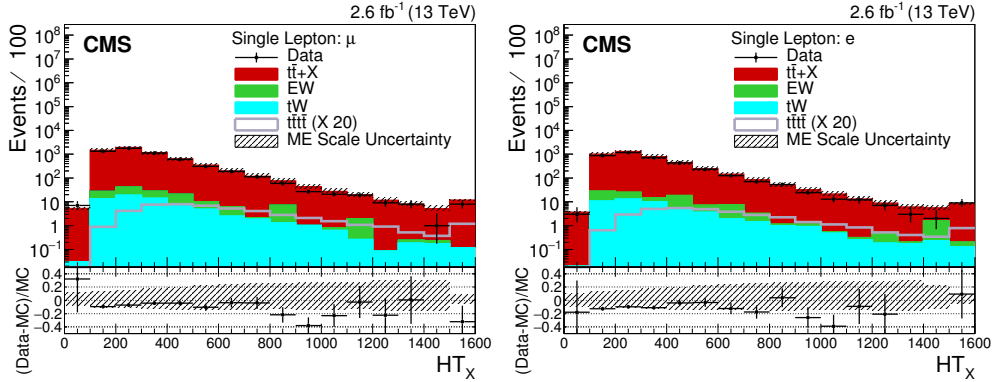 2.6 fb⁻¹ (13 TeV)
CMS
Single Lepton: μ
Data
tt̄+X
EW
tW
tt̄tt̄ (X 20)
ME Scale Uncertainty
Events ∕ 100
10⁸
10⁷
10⁶
10⁵
10⁴
10³
10²
10
1
10⁻¹
(Data-MC)/MC
0.4
0.2
0
−0.2
−0.4
0 200 400 600 800 1000 1200 1400 1600
HT_X
2.6 fb⁻¹ (13 TeV)
CMS
Single Lepton: e
Data
tt̄+X
EW
tW
tt̄tt̄ (X 20)
ME Scale Uncertainty
Events ∕ 100
10⁸
10⁷
10⁶
10⁵
10⁴
10³
10²
10
1
10⁻¹
(Data-MC)/MC
0.4
0.2
0
−0.2
−0.4
0 200 400 600 800 1000 1200 1400 1600
HT_X